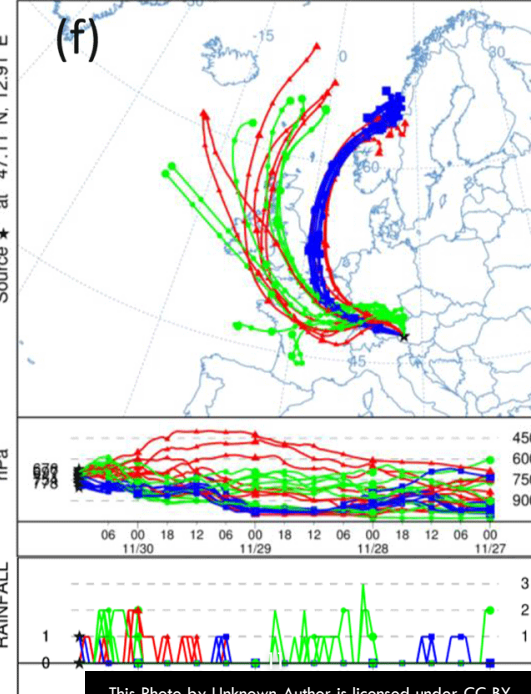 (f)
-15
0
30
60
15
45
Source ★ at 47.11 N, 12.91 E
hPa
450
600
750
900
06 00 18 12 06 00 18 12 06 00 18 12 06 00
11/30 11/29 11/28 11/27
RAINFALL
3
2
1 1
0 0
This Photo by Unknown Author is licensed under CC BY